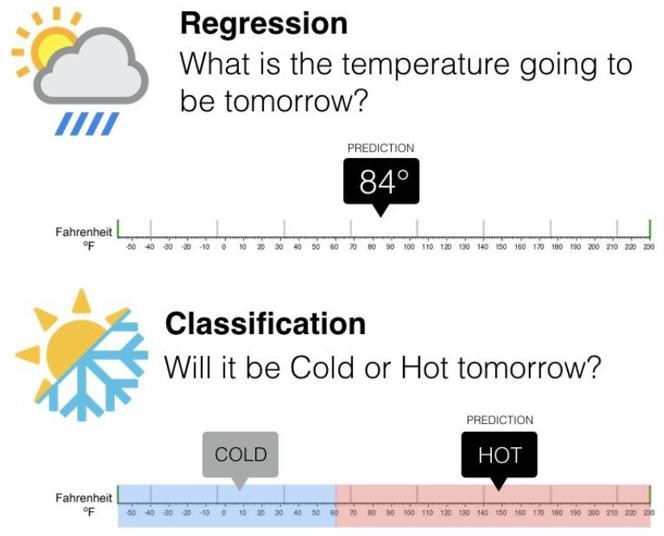 Regression
What is the temperature going to
be tomorrow?
PREDICTION
84°
Fahrenheit
°F
-50 -40 -30 -20 -10 0 10 20 30 40 50 60 70 80 90 100 110 120 130 140 150 160 170 180 190 200 210 220 230
Classification
Will it be Cold or Hot tomorrow?
PREDICTION
COLD
HOT
Fahrenheit
°F
-50 -40 -30 -20 -10 0 10 20 30 40 50 60 70 80 90 100 110 120 130 140 150 160 170 180 190 200 210 220 230